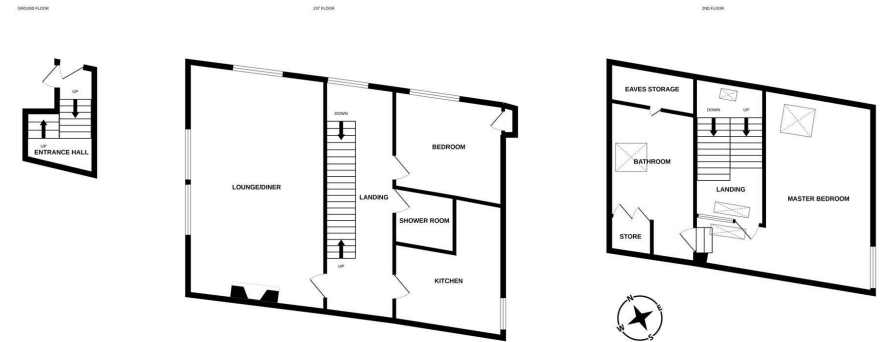 GROUND FLOOR
1ST FLOOR
2ND FLOOR
UP
UP
ENTRANCE HALL
DOWN
BEDROOM
LOUNGE/DINER
LANDING
SHOWER ROOM
UP
KITCHEN
EAVES STORAGE
DOWN
UP
BATHROOM
LANDING
MASTER BEDROOM
STORE
N
E
W
S